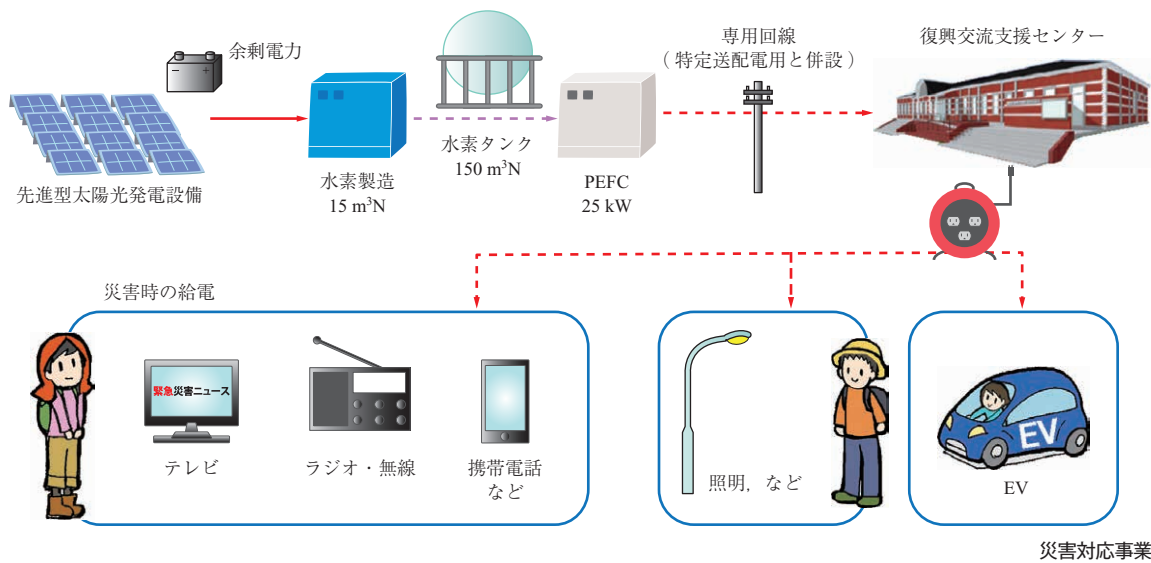 余剰電力
先進型太陽光発電設備
水素製造
15 m³N
水素タンク
150 m³N
PEFC
25 kW
専用回線
( 特定送配電用と併設 )
復興交流支援センター
災害時の給電
緊急災害ニュース
テレビ
ラジオ・無線
携帯電話
など
照明，など
EV
EV
災害対応事業